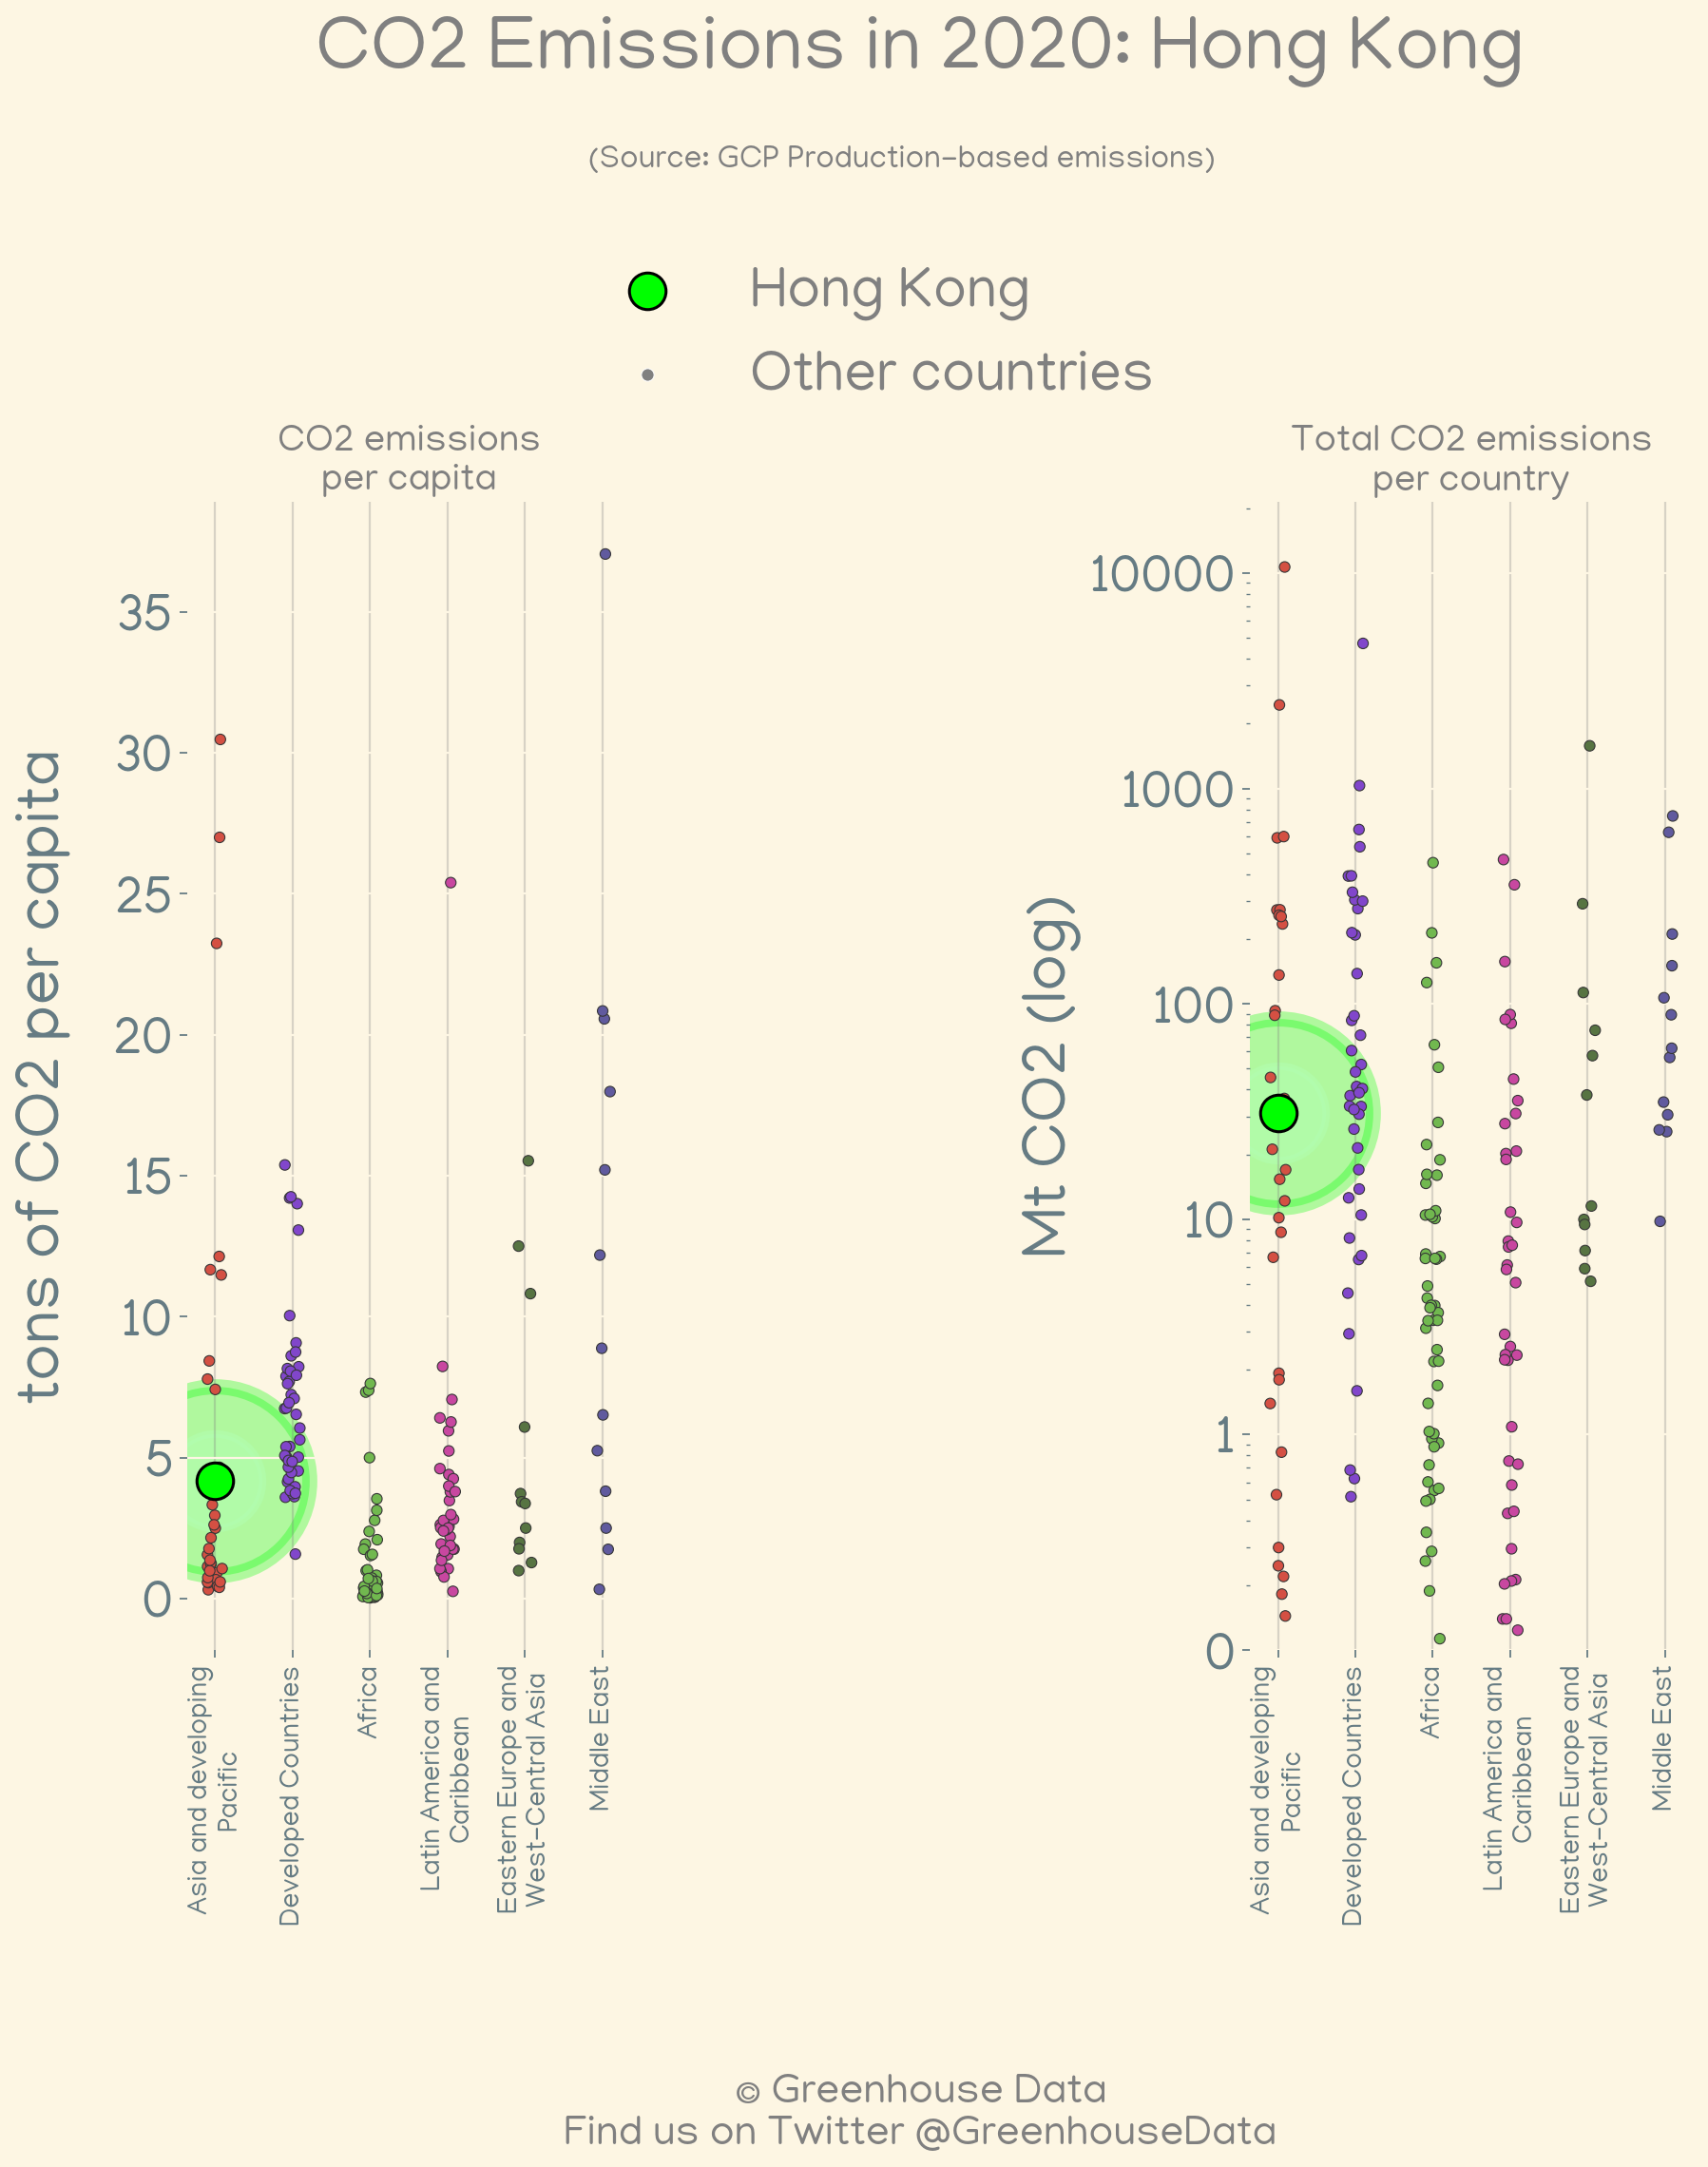 CO2 Emissions in 2020: Hong Kong
(Source: GCP Production-based emissions)
Hong Kong
Other countries
CO2 emissions
per capita
tons of CO2 per capita
35
30
25
20
15
10
5
0
Asia and developing
Pacific
Developed Countries
Africa
Latin America and
Caribbean
Eastern Europe and
West-Central Asia
Middle East
Total CO2 emissions
per country
Mt CO2 (log)
10000
1000
100
10
1
0
Asia and developing
Pacific
Developed Countries
Africa
Latin America and
Caribbean
Eastern Europe and
West-Central Asia
Middle East
© Greenhouse Data
Find us on Twitter @GreenhouseData